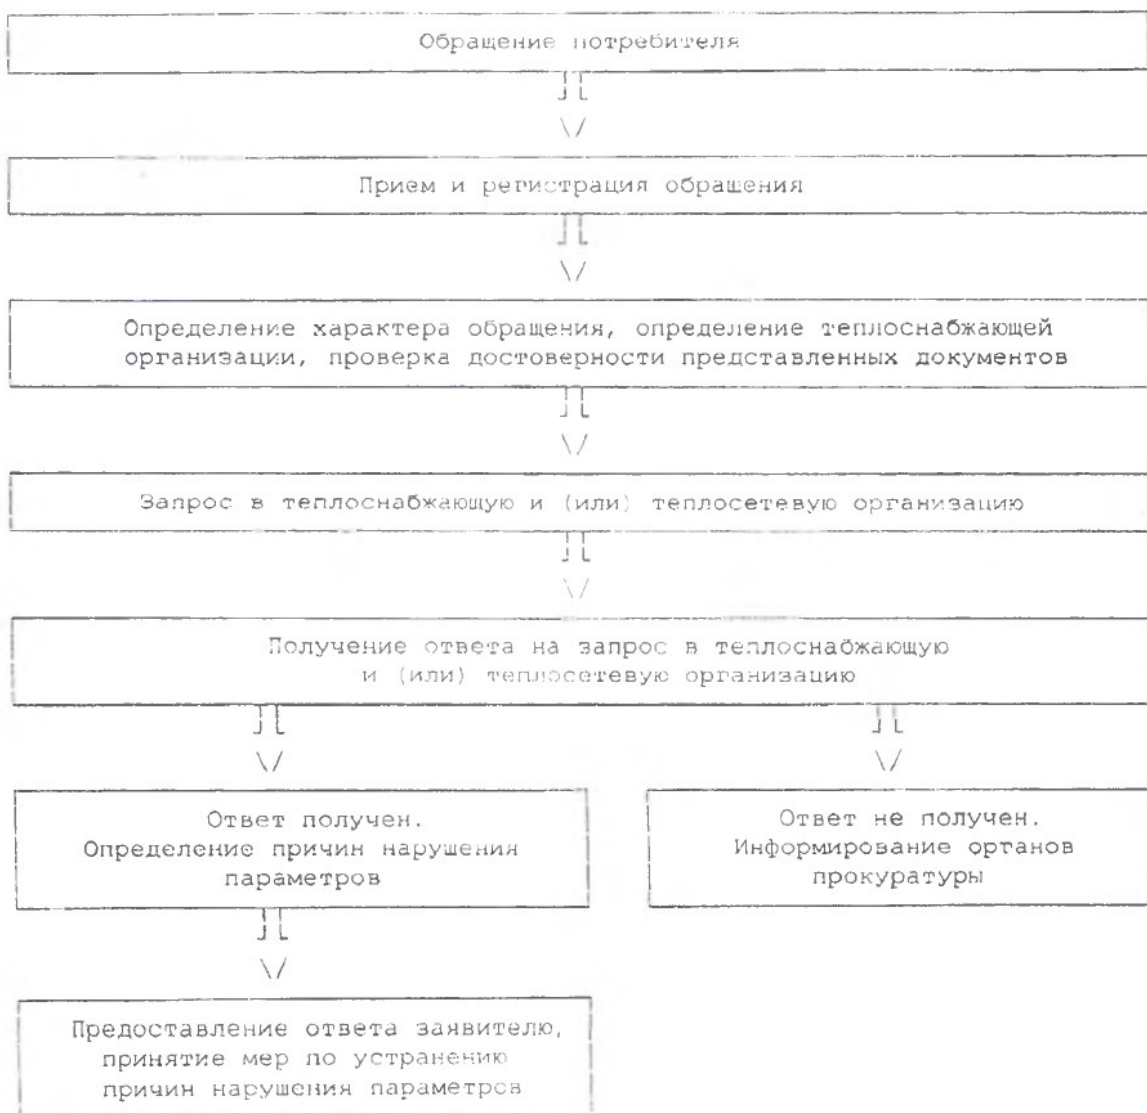 Обращение потребителя
Прием и регистрация обращения
Определение характера обращения, определение теплоснабжающей
организации, проверка достоверности представленных документов
Запрос в теплоснабжающую и (или) теплосетевую организацию
Получение ответа на запрос в теплоснабжающую
и (или) теплосетевую организацию
Ответ получен.
Определение причин нарушения
параметров
Ответ не получен.
Информирование органов
прокуратуры
Предоставление ответа заявителю,
принятие мер по устранению
причин нарушения параметров